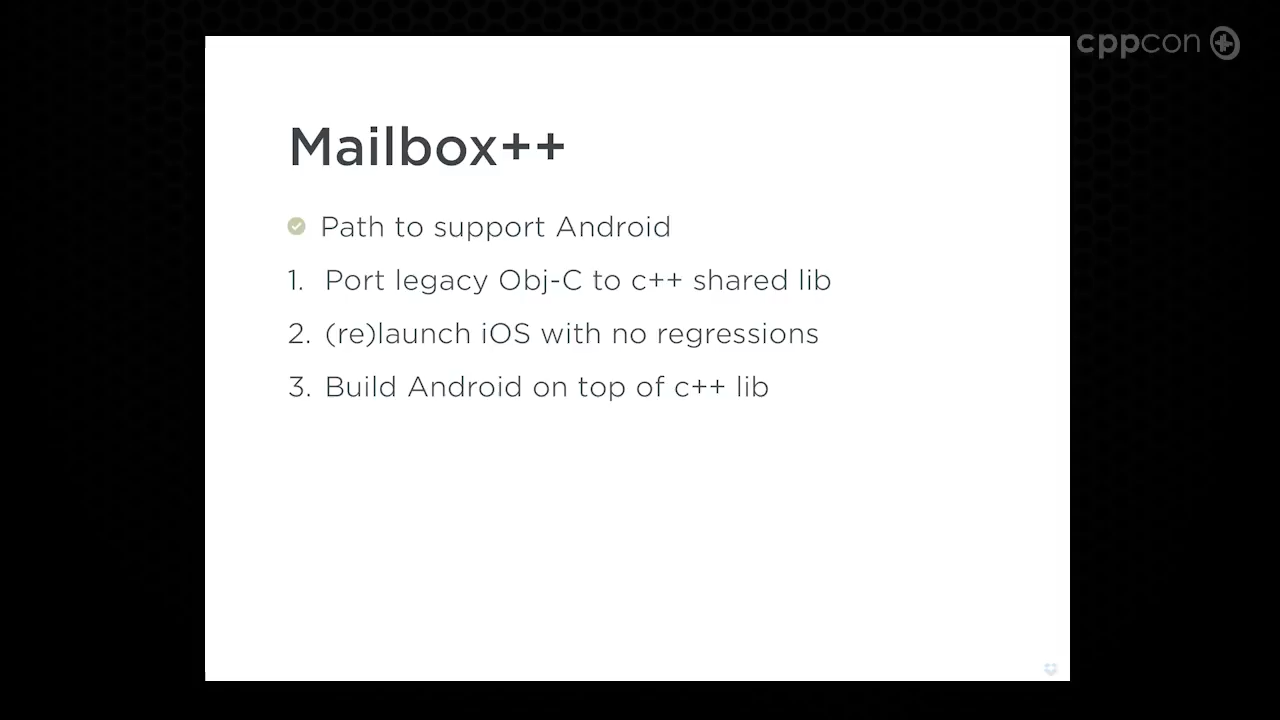 cppcon
Mailbox++
Path to support Android
1. Port legacy Obj-C to c++ shared lib
2. (re)launch iOS with no regressions
3. Build Android on top of c++ lib